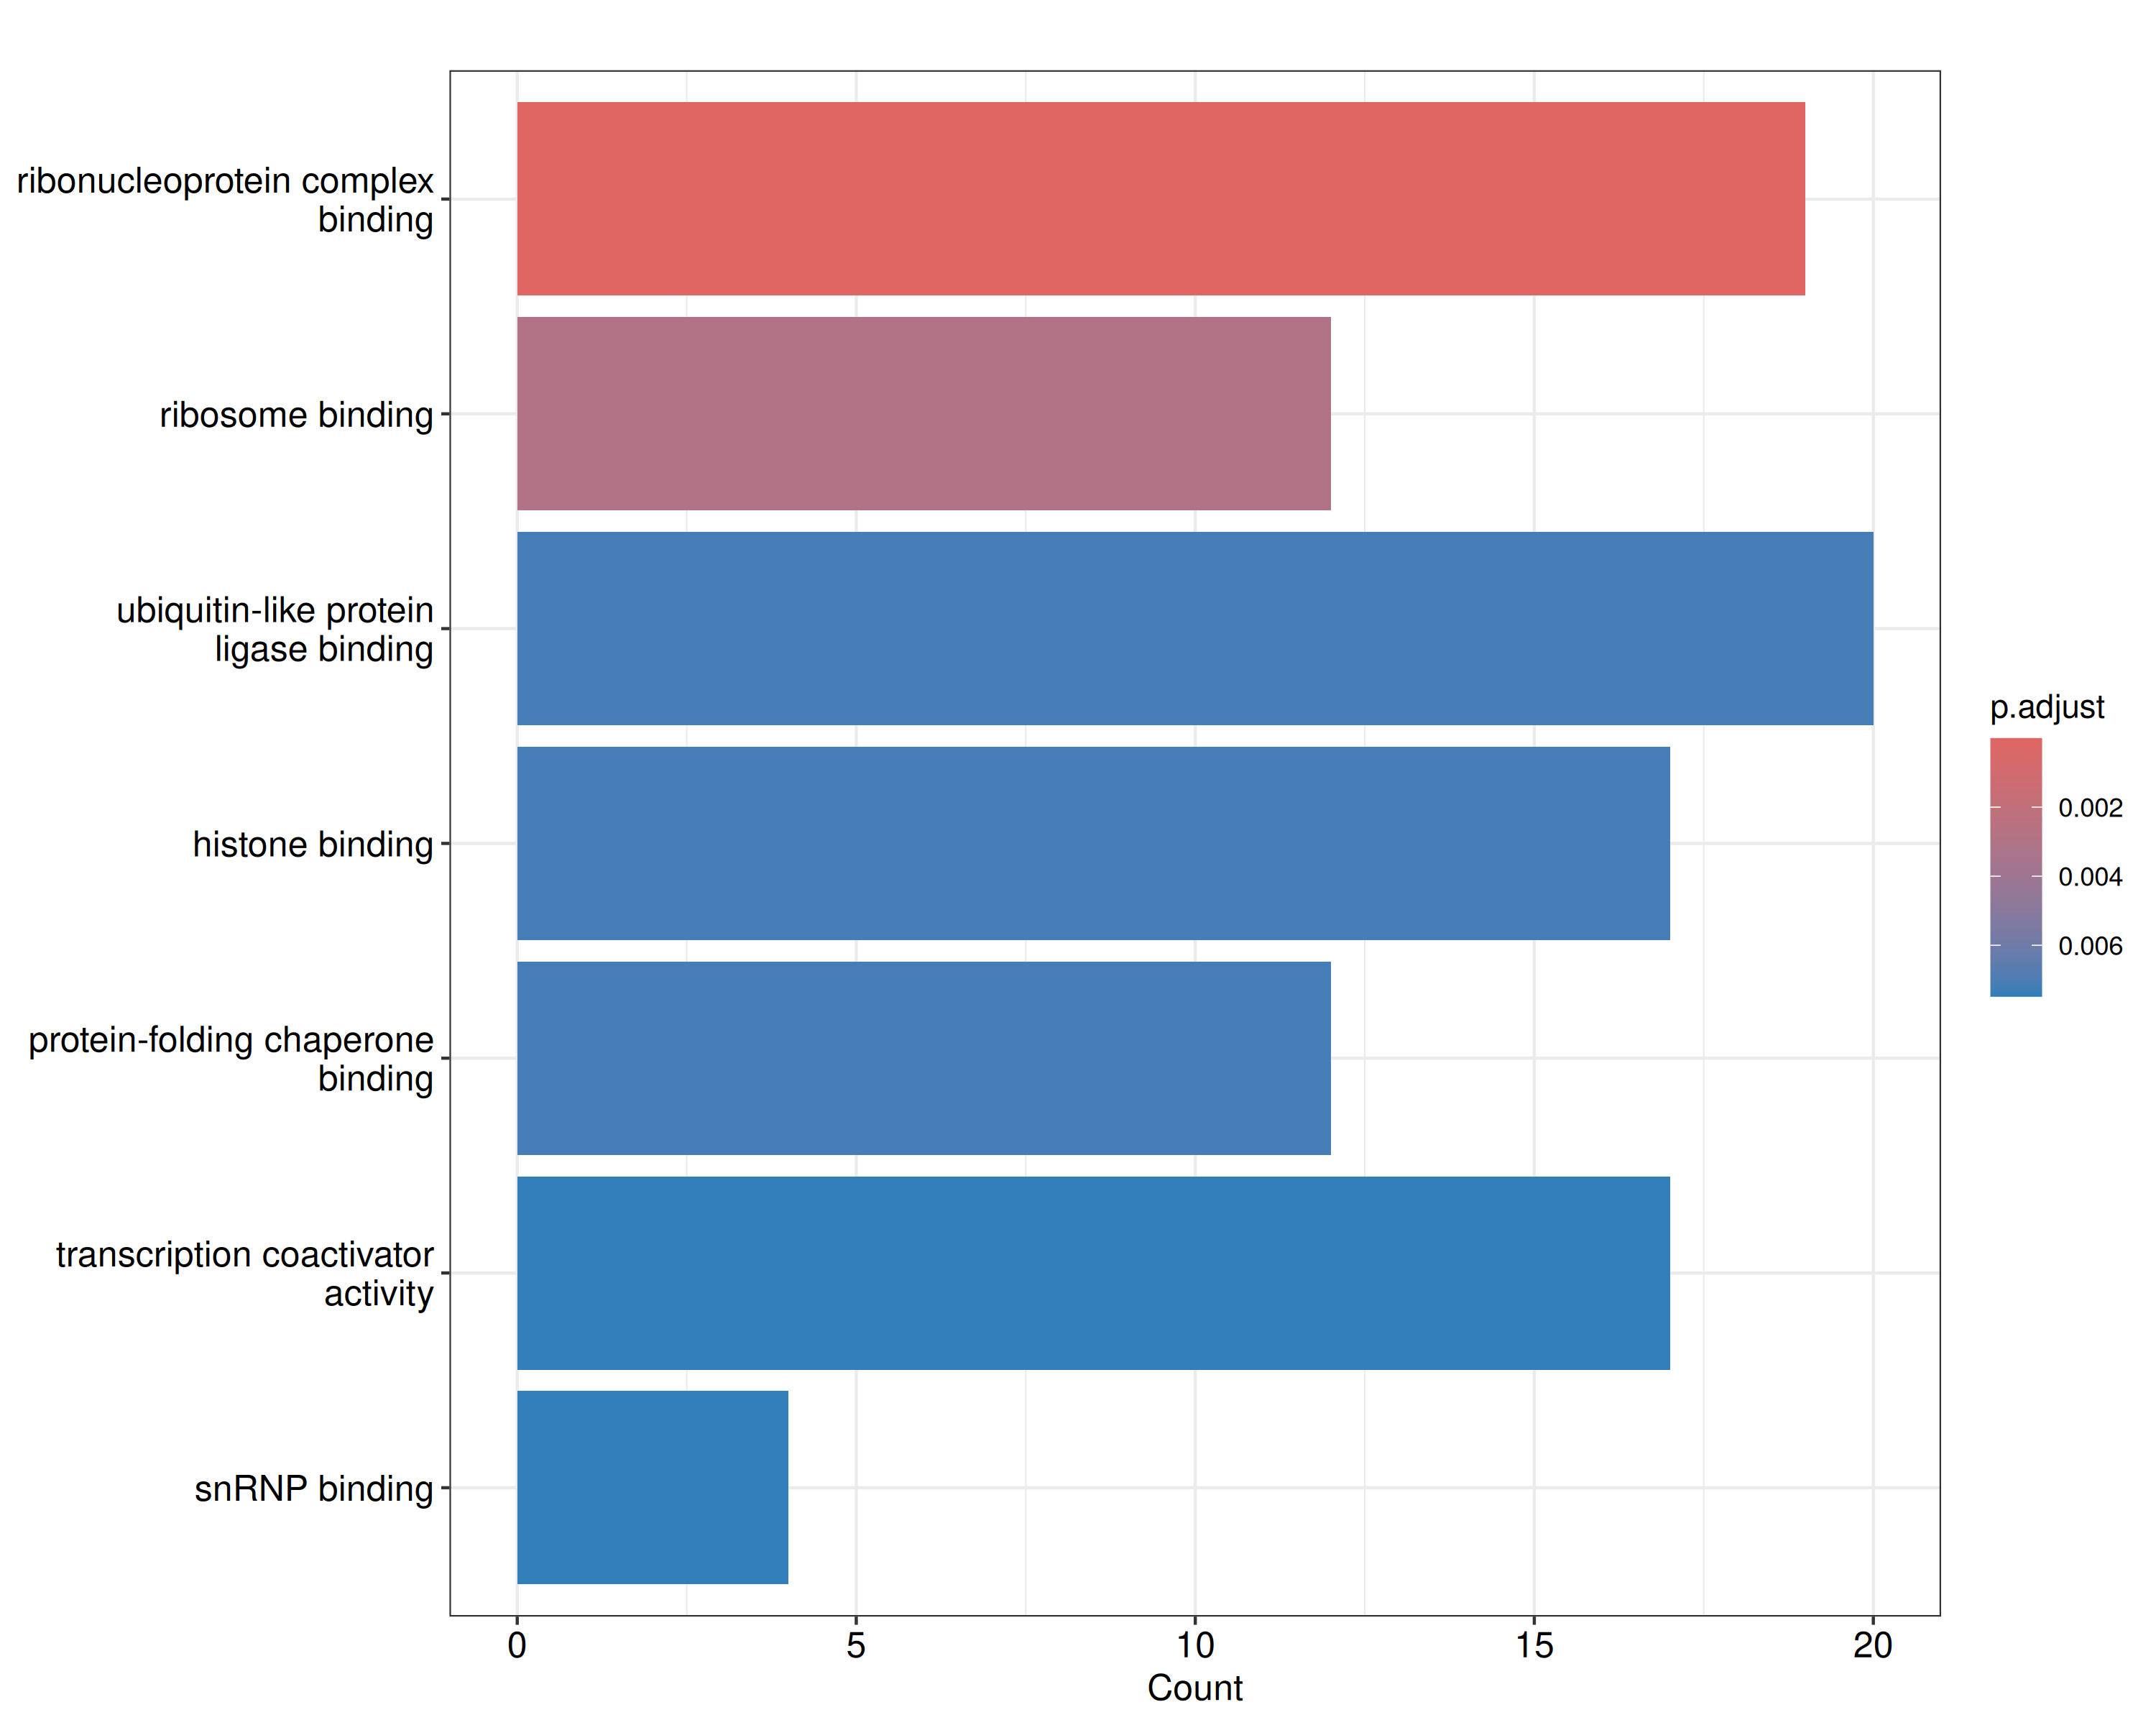 ribonucleoprotein complex
binding
ribosome binding
ubiquitin-like protein
ligase binding
histone binding
protein-folding chaperone
binding
transcription coactivator
activity
snRNP binding
0 5 10 15 20
Count
p.adjust
0.002
0.004
0.006